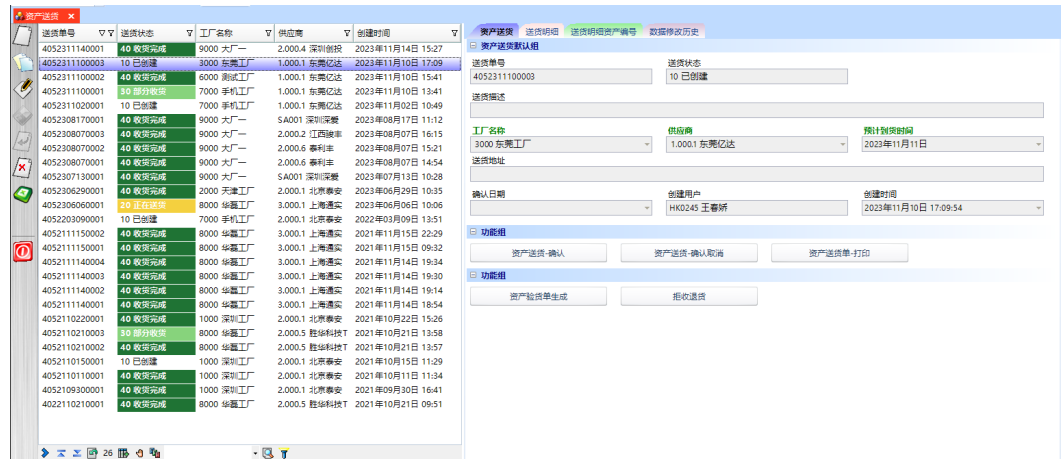 资产送货 ×
送货单号 送货状态 工厂名称 供应商 创建时间
4052311140001 40 收货完成 9000 大厂一 2.000.4 深圳创投 2023年11月14日 15:27
4052311100003 10 已创建 3000 东莞工厂 1.000.1 东莞亿达 2023年11月10日 17:09
4052311100002 40 收货完成 6000 测试工厂 1.000.1 东莞亿达 2023年11月10日 15:41
4052311100001 30 部分收货 7000 手机工厂 1.000.1 东莞亿达 2023年11月10日 13:41
4052311020001 10 已创建 7000 手机工厂 1.000.1 东莞亿达 2023年11月02日 10:49
4052308170001 40 收货完成 9000 大厂一 SA001 深圳深爱 2023年08月17日 11:12
4052308070003 40 收货完成 9000 大厂一 2.000.2 江西骏丰 2023年08月07日 16:15
4052308070002 40 收货完成 9000 大厂一 2.000.6 泰利丰 2023年08月07日 15:21
4052308070001 40 收货完成 9000 大厂一 2.000.6 泰利丰 2023年08月07日 14:54
4052307130001 40 收货完成 9000 大厂一 SA001 深圳深爱 2023年07月13日 10:28
4052306290001 40 收货完成 2000 天津工厂 2.000.1 北京泰安 2023年06月29日 10:35
4052306060001 20 正在送货 8000 华磊工厂 3.000.1 上海通实 2023年06月06日 10:06
4052203090001 10 已创建 7000 手机工厂 2.000.1 北京泰安 2022年03月09日 13:51
4052111150002 40 收货完成 8000 华磊工厂 3.000.1 上海通实 2021年11月15日 22:29
4052111150001 40 收货完成 8000 华磊工厂 3.000.1 上海通实 2021年11月15日 09:32
4052111140004 40 收货完成 8000 华磊工厂 3.000.1 上海通实 2021年11月14日 19:34
4052111140003 40 收货完成 8000 华磊工厂 3.000.1 上海通实 2021年11月14日 19:30
4052111140002 40 收货完成 8000 华磊工厂 3.000.1 上海通实 2021年11月14日 19:14
4052111140001 40 收货完成 8000 华磊工厂 3.000.1 上海通实 2021年11月14日 18:54
4052110220001 40 收货完成 1000 深圳工厂 2.000.1 北京泰安 2021年10月22日 15:26
4052110210003 30 部分收货 8000 华磊工厂 2.000.5 胜华科技T 2021年10月21日 13:58
4052110210002 40 收货完成 8000 华磊工厂 2.000.5 胜华科技T 2021年10月21日 13:57
4052110150001 10 已创建 1000 深圳工厂 2.000.1 北京泰安 2021年10月15日 11:29
4052110110001 40 收货完成 1000 深圳工厂 2.000.1 北京泰安 2021年10月11日 11:34
4052109300001 40 收货完成 1000 深圳工厂 2.000.1 北京泰安 2021年09月30日 16:41
4022110210001 40 收货完成 8000 华磊工厂 2.000.5 胜华科技T 2021年10月21日 09:51
26
资产送货 送货明细 送货明细资产编号 数据修改历史
资产送货默认组
送货单号 送货状态
4052311100003 10 已创建
送货描述
工厂名称 供应商 预计到货时间
3000 东莞工厂 1.000.1 东莞亿达 2023年11月11日
送货地址
确认日期 创建用户 创建时间
HK0245 王春娇 2023年11月10日 17:09:54
功能组
资产送货-确认 资产送货-确认取消 资产送货单-打印
功能组
资产验货单生成 拒收退货